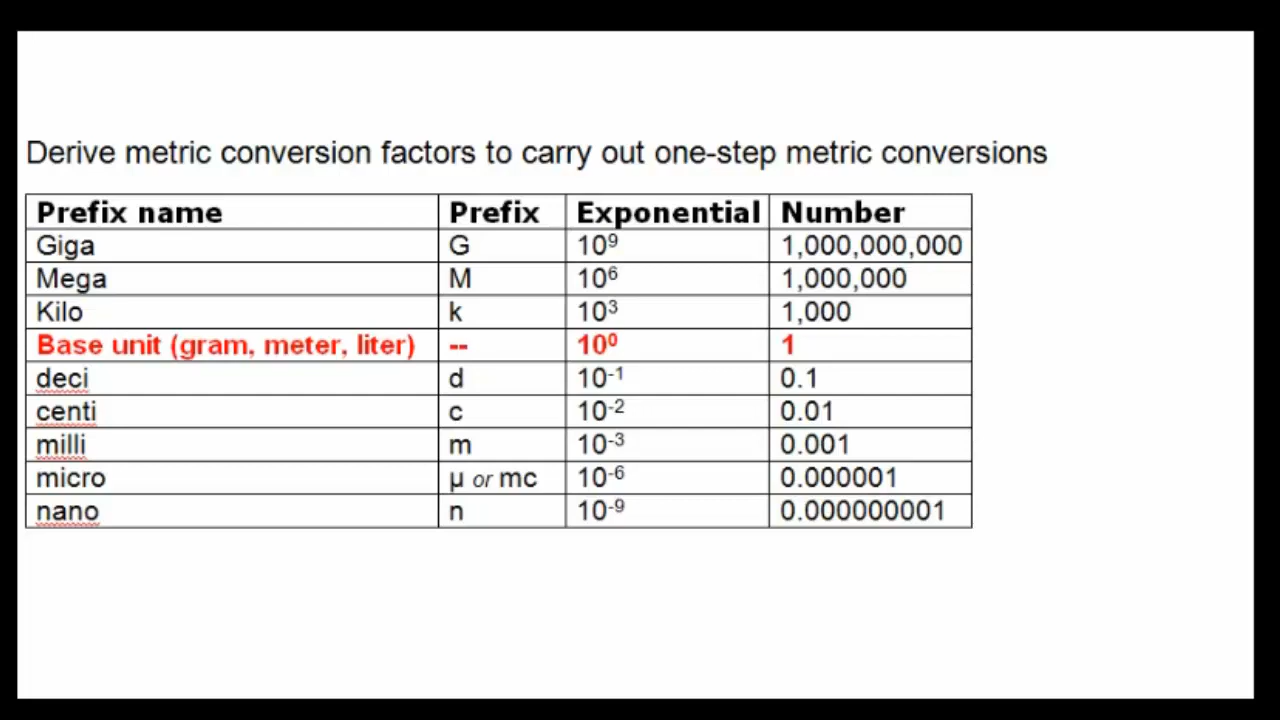 Derive metric conversion factors to carry out one-step metric conversions
Prefix name Prefix Exponential Number
Giga G 10⁹ 1,000,000,000
Mega M 10⁶ 1,000,000
Kilo k 10³ 1,000
Base unit (gram, meter, liter) -- 10⁰ 1
deci d 10⁻¹ 0.1
centi c 10⁻² 0.01
milli m 10⁻³ 0.001
micro µ or mc 10⁻⁶ 0.000001
nano n 10⁻⁹ 0.000000001